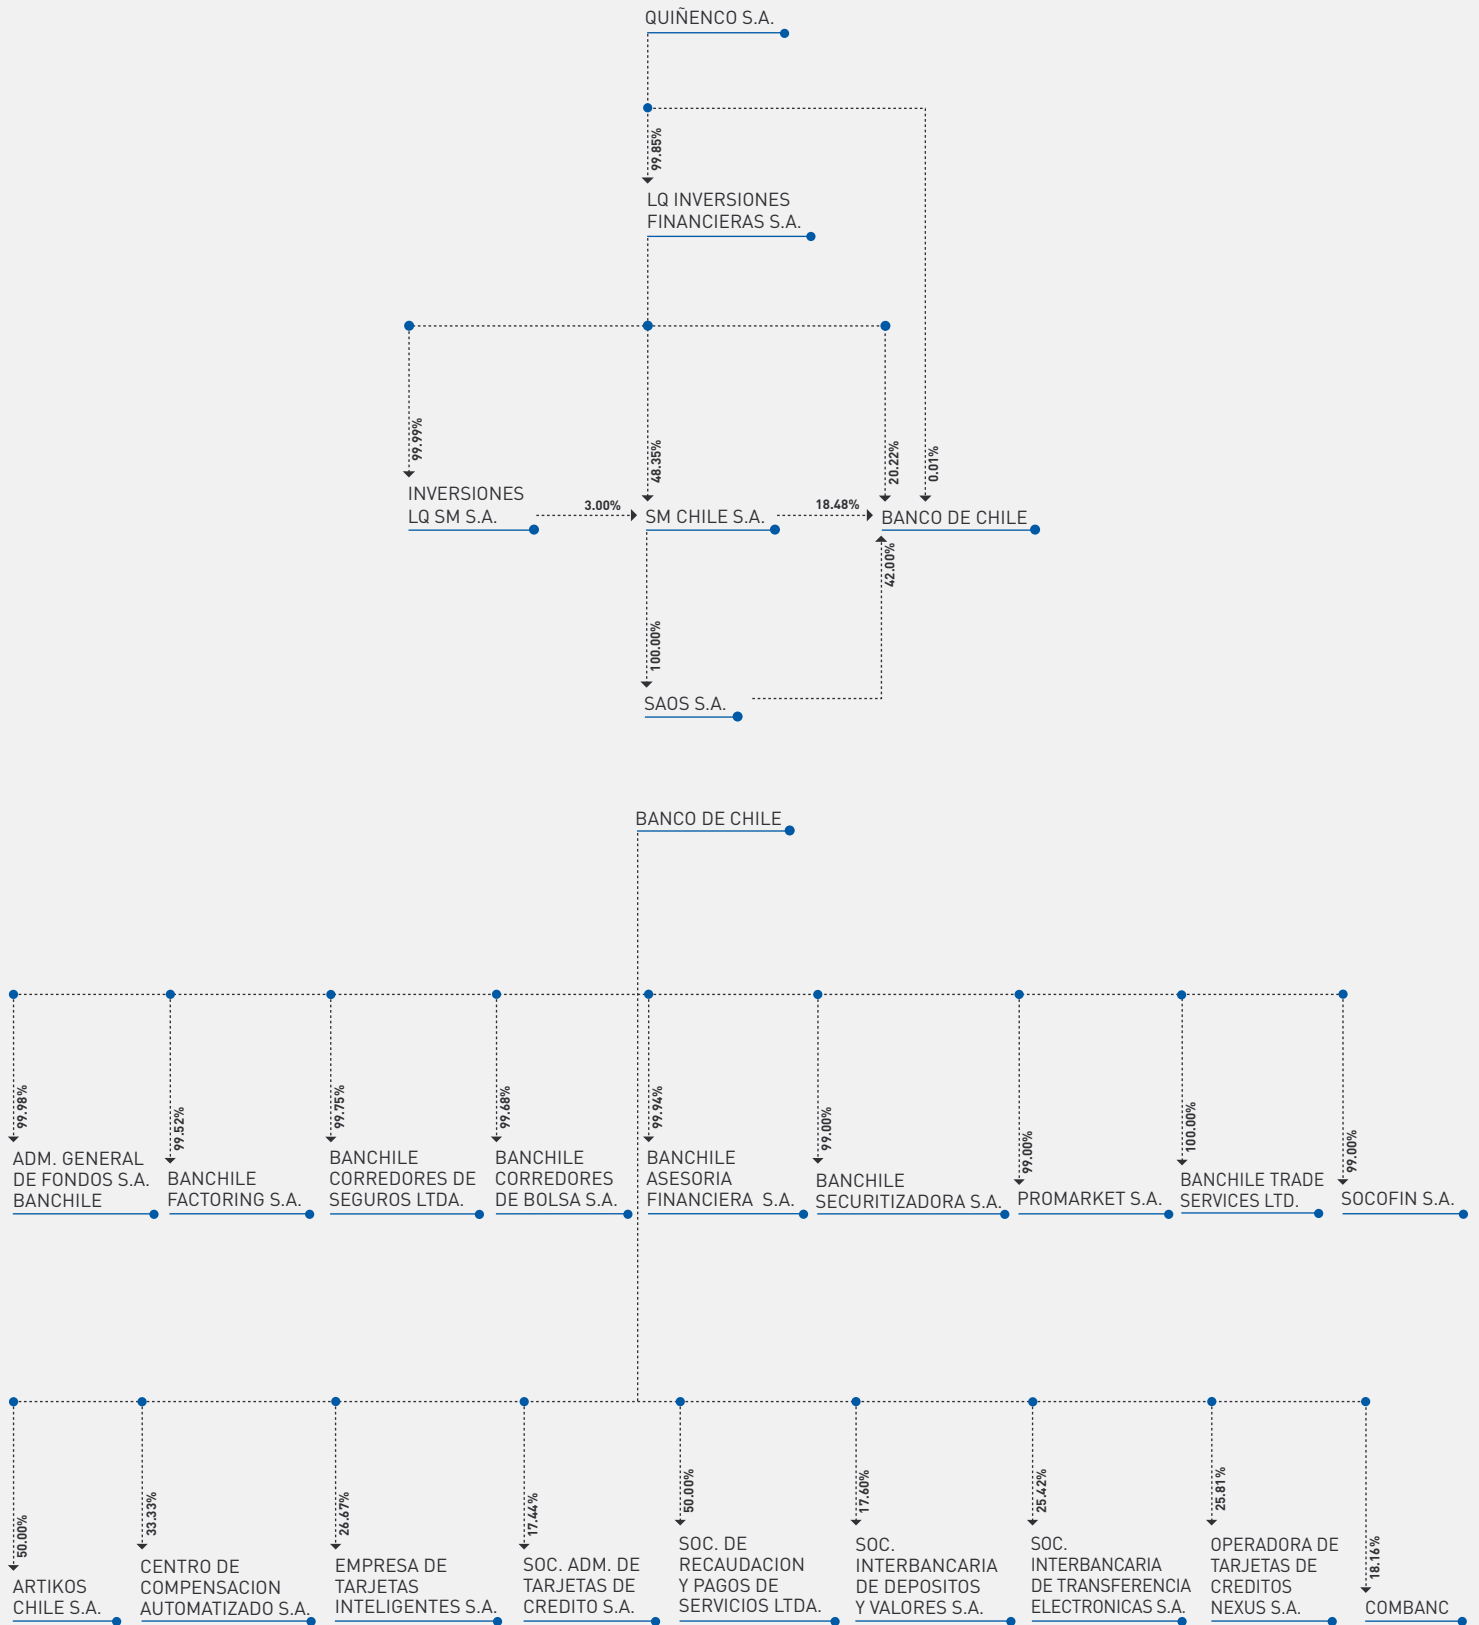 QUIÑENCO S.A.
99.85%
LQ INVERSIONES
FINANCIERAS S.A.
99.99%
48.35%
20.22%
0.01%
INVERSIONES
LQ SM S.A.
3.00%
SM CHILE S.A.
18.48%
BANCO DE CHILE
42.00%
100.00%
SAOS S.A.
BANCO DE CHILE
99.98%
ADM. GENERAL
DE FONDOS S.A.
BANCHILE
99.52%
BANCHILE
FACTORING S.A.
99.75%
BANCHILE
CORREDORES DE
SEGUROS LTDA.
99.68%
BANCHILE
CORREDORES
DE BOLSA S.A.
99.94%
BANCHILE
ASESORIA
FINANCIERA S.A.
99.00%
BANCHILE
SECURITIZADORA S.A.
99.00%
PROMARKET S.A.
100.00%
BANCHILE TRADE
SERVICES LTD.
99.00%
SOCOFIN S.A.
50.00%
ARTIKOS
CHILE S.A.
33.33%
CENTRO DE
COMPENSACION
AUTOMATIZADO S.A.
26.67%
EMPRESA DE
TARJETAS
INTELIGENTES S.A.
17.44%
SOC. ADM. DE
TARJETAS DE
CREDITO S.A.
50.00%
SOC. DE
RECAUDACION
Y PAGOS DE
SERVICIOS LTDA.
17.60%
SOC.
INTERBANCARIA
DE DEPOSITOS
Y VALORES S.A.
25.42%
SOC.
INTERBANCARIA
DE TRANSFERENCIA
ELECTRONICAS S.A.
25.81%
OPERADORA DE
TARJETAS DE
CREDITOS
NEXUS S.A.
18.16%
COMBANC